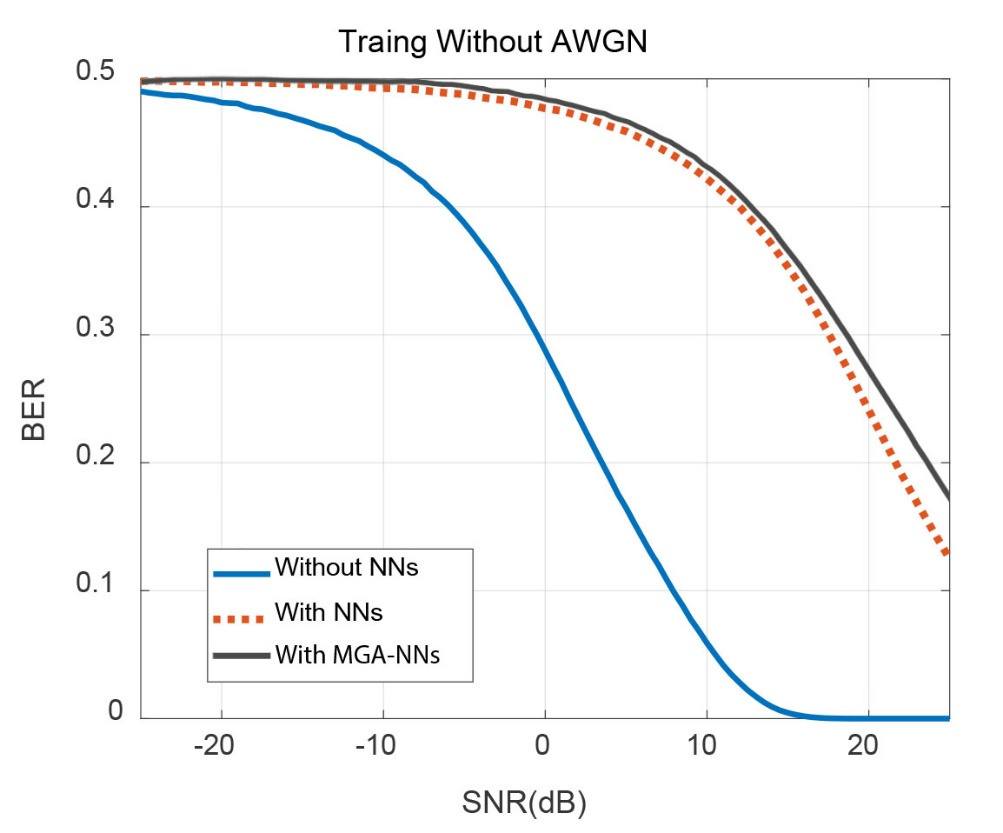 Traing Without AWGN
0.5
0.4
0.3
0.2
0.1
0
BER
Without NNs
With NNs
With MGA-NNs
-20 -10 0 10 20
SNR(dB)